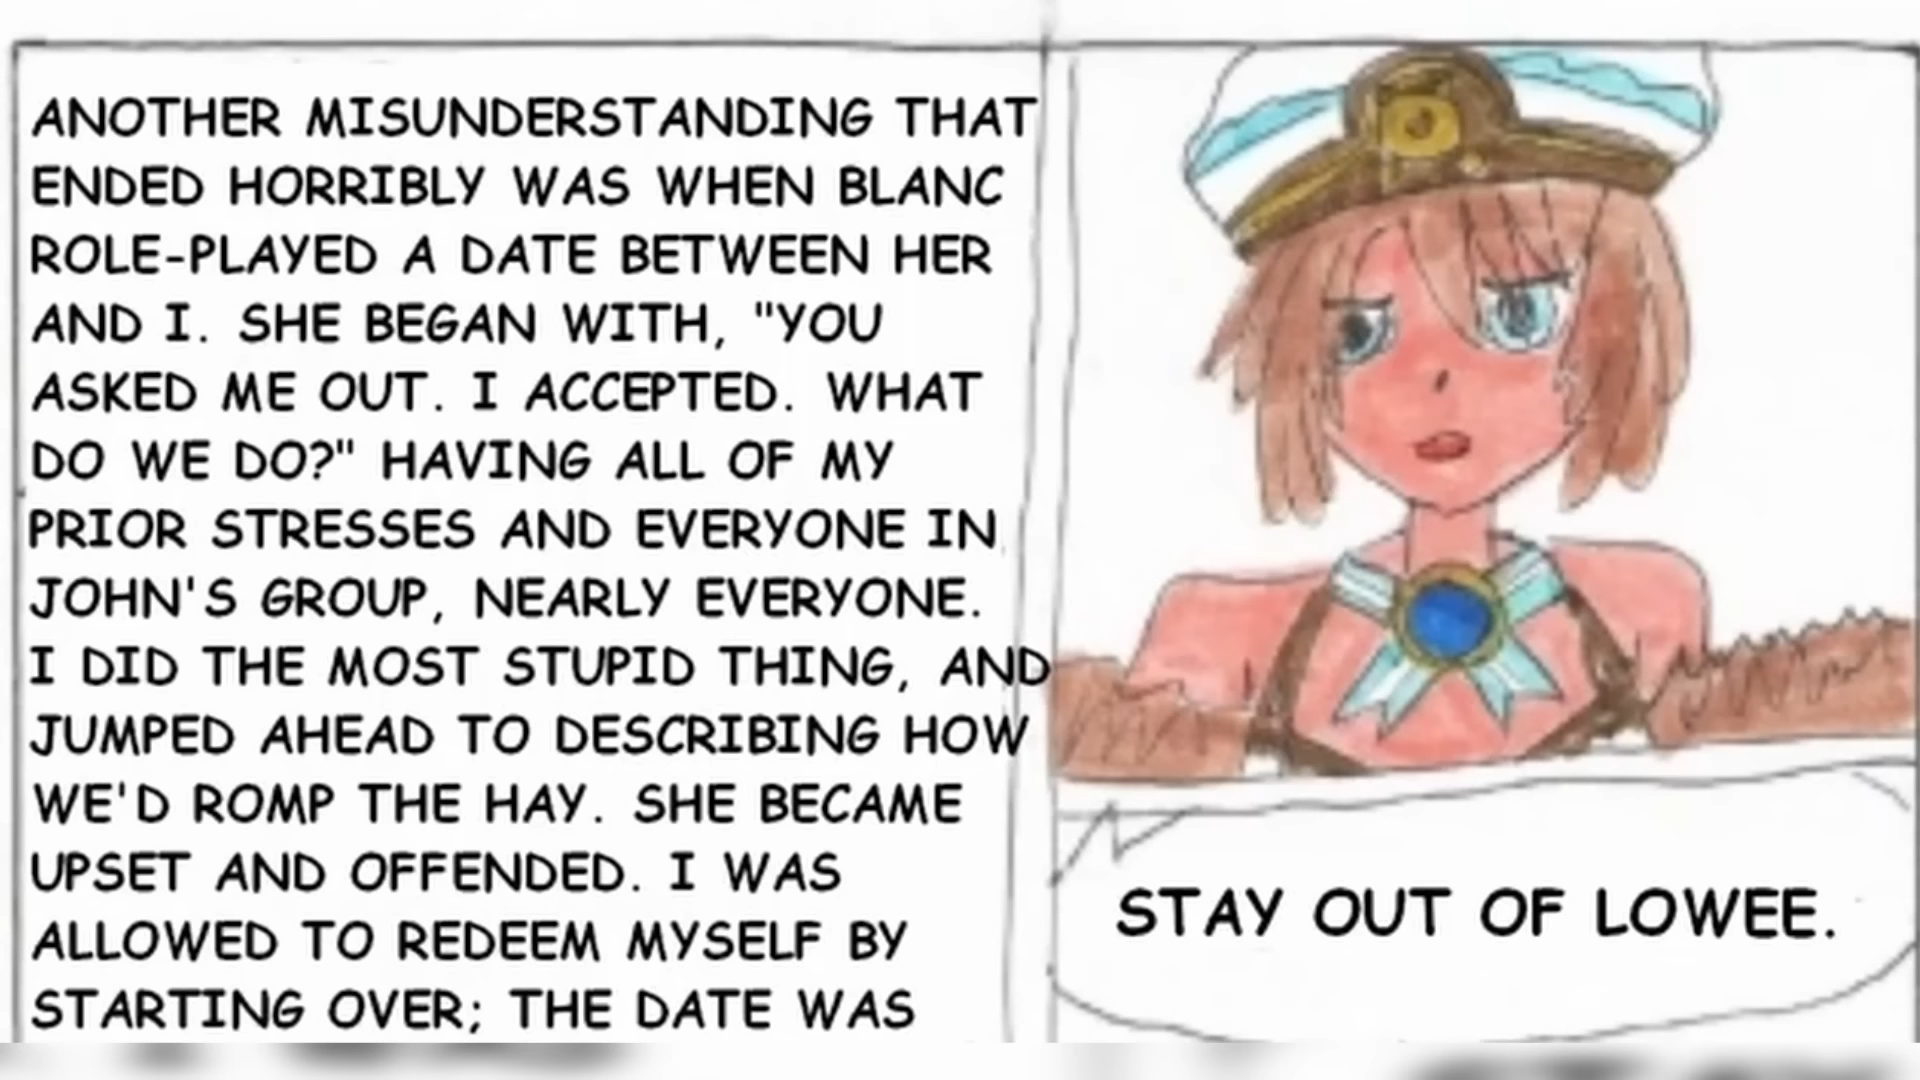 ANOTHER MISUNDERSTANDING THAT
ENDED HORRIBLY WAS WHEN BLANC
ROLE-PLAYED A DATE BETWEEN HER
AND I. SHE BEGAN WITH, "YOU
ASKED ME OUT. I ACCEPTED. WHAT
DO WE DO?" HAVING ALL OF MY
PRIOR STRESSES AND EVERYONE IN
JOHN'S GROUP, NEARLY EVERYONE.
I DID THE MOST STUPID THING, AND
JUMPED AHEAD TO DESCRIBING HOW
WE'D ROMP THE HAY. SHE BECAME
UPSET AND OFFENDED. I WAS
ALLOWED TO REDEEM MYSELF BY
STARTING OVER; THE DATE WAS
STAY OUT OF LOWEE.